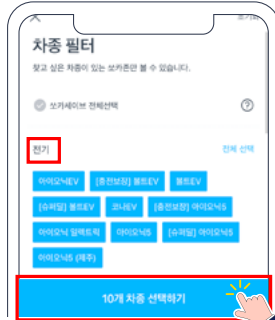 초기화
차종 필터
찾고 싶은 차종이 있는 쏘카존만 볼 수 있습니다.
쏘카세이브 전체선택
전기
전체 선택
아이오닉EV [충전보장] 볼트EV 볼트EV
[슈퍼딜] 볼트EV 코나EV [충전보장] 아이오닉5
아이오닉 일렉트릭 아이오닉5 [슈퍼딜] 아이오닉5
아이오닉5 (제주)
10개 차종 선택하기